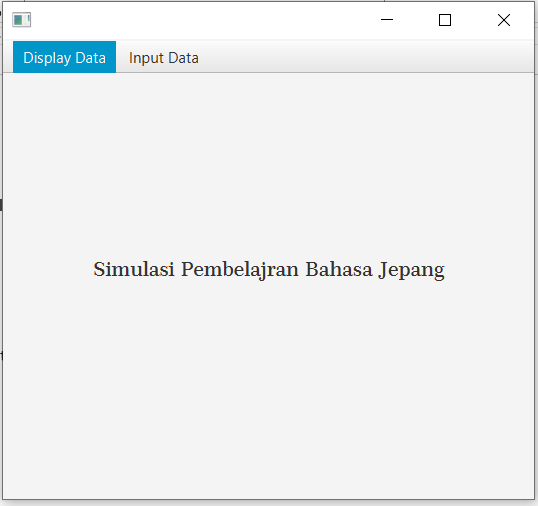 Display Data Input Data
Simulasi Pembelajran Bahasa Jepang